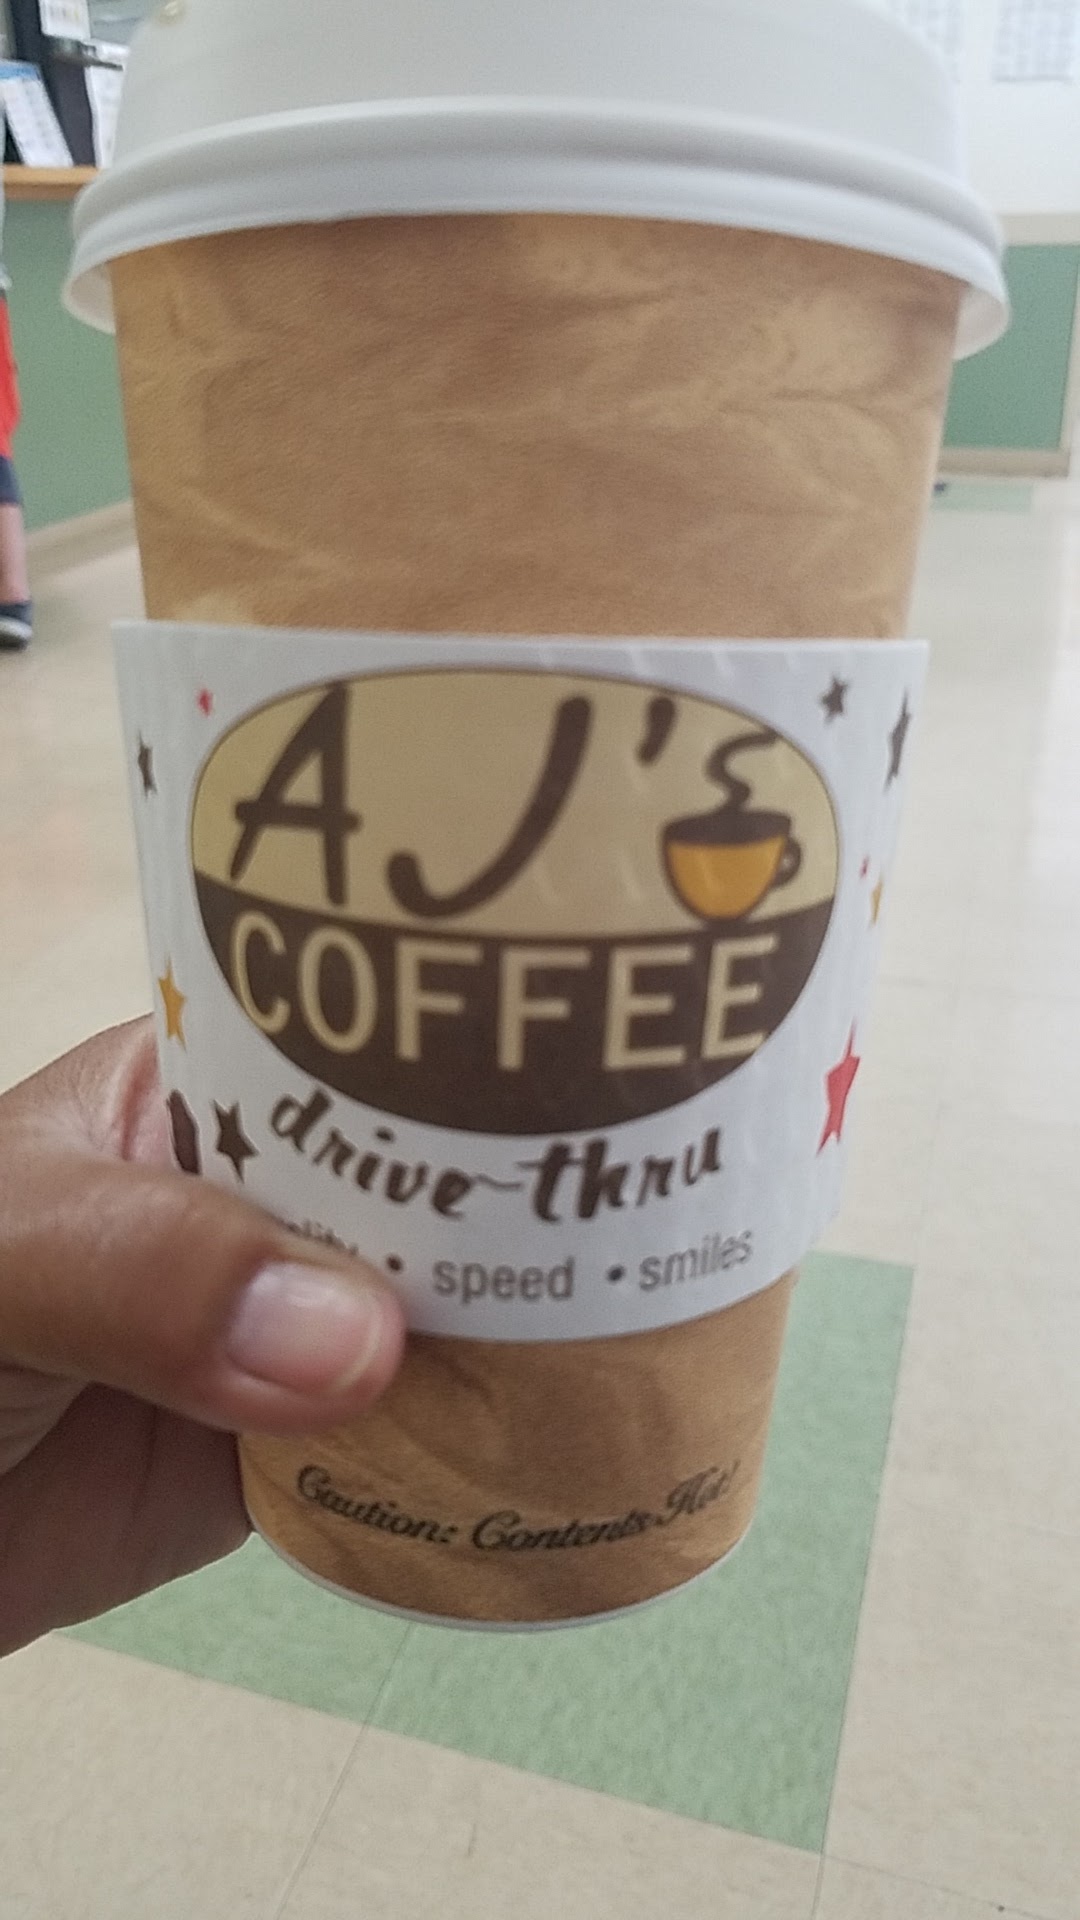 AJ's
COFFEE
drive-thru
• speed • smiles
Caution: Contents Hot!